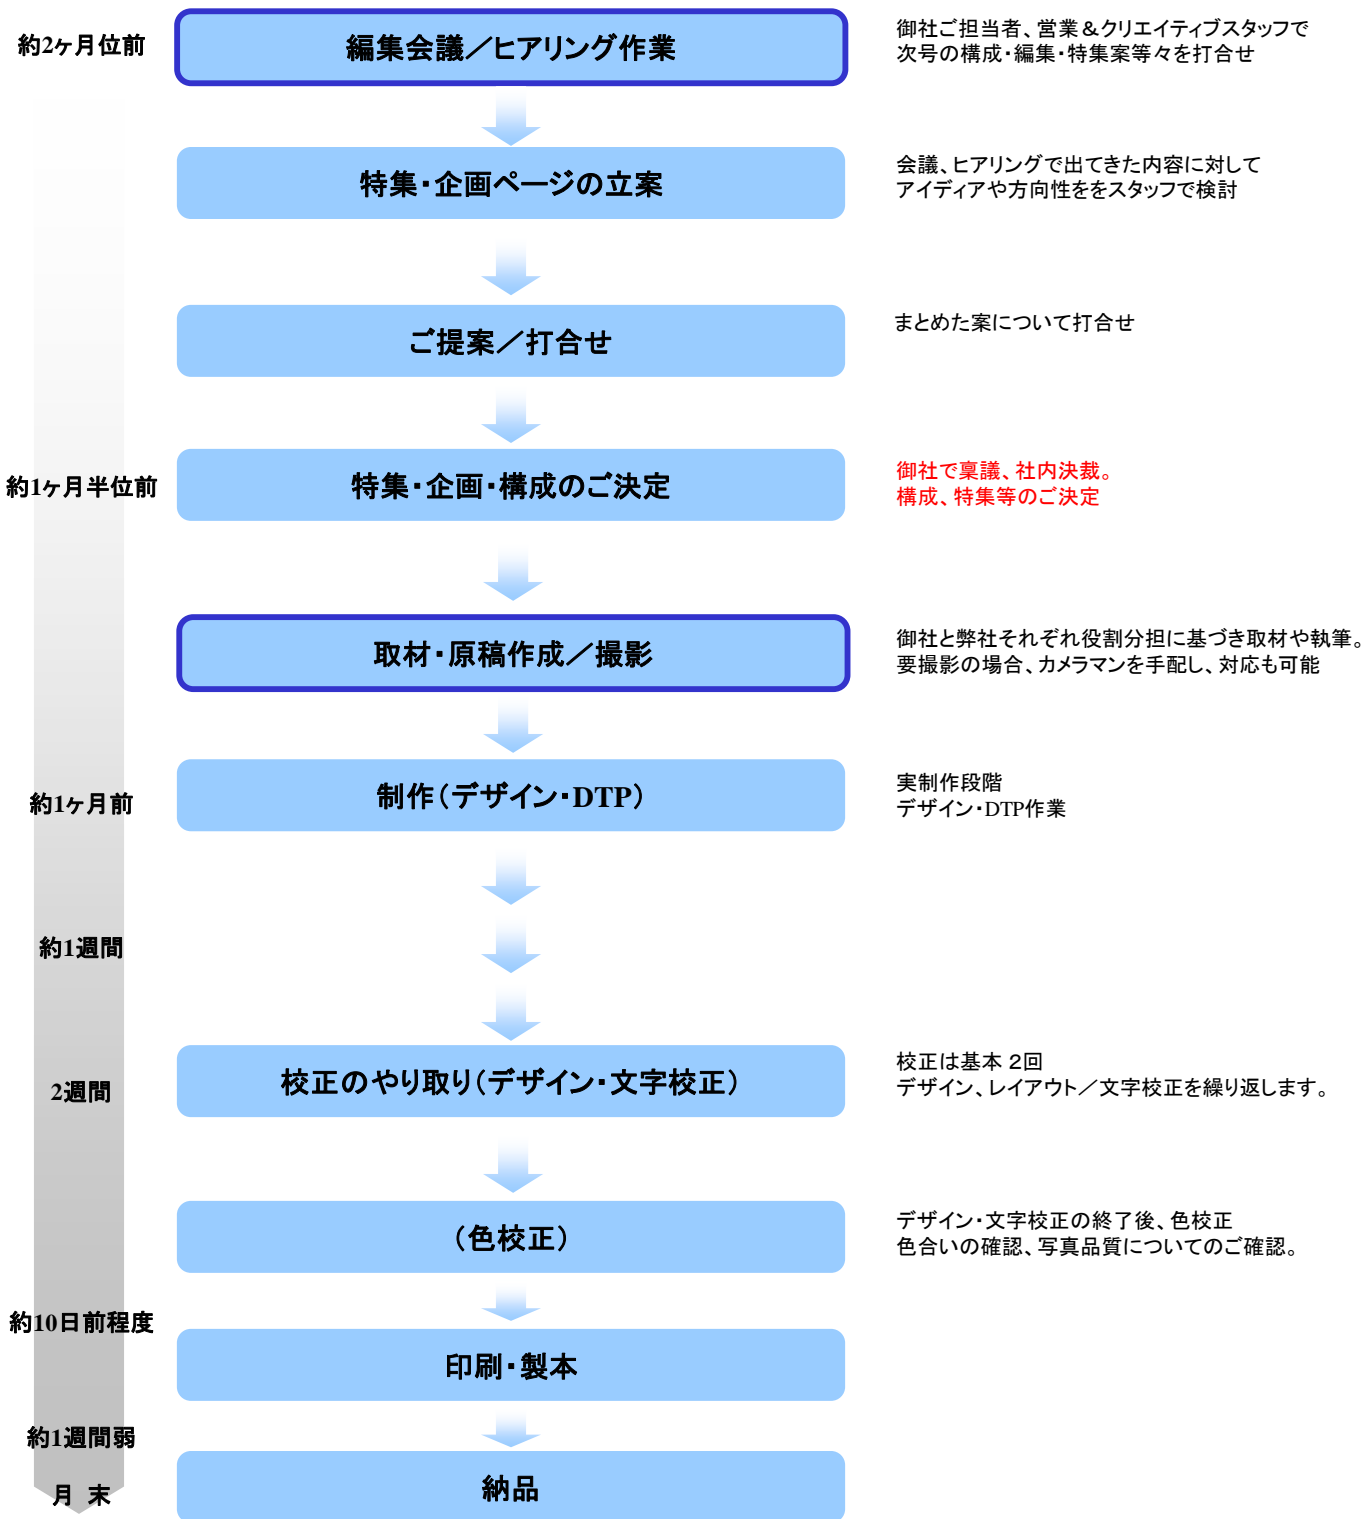 約2ヶ月位前
編集会議／ヒアリング作業
御社ご担当者、営業＆クリエイティブスタッフで
次号の構成・編集・特集案等々を打合せ
特集・企画ページの立案
会議、ヒアリングで出てきた内容に対して
アイディアや方向性ををスタッフで検討
ご提案／打合せ
まとめた案について打合せ
約1ヶ月半位前
特集・企画・構成のご決定
御社で稟議、社内決裁。
構成、特集等のご決定
取材・原稿作成／撮影
御社と弊社それぞれ役割分担に基づき取材や執筆。
要撮影の場合、カメラマンを手配し、対応も可能
約1ヶ月前
制作（デザイン・DTP）
実制作段階
デザイン・DTP作業
約1週間
2週間
校正のやり取り（デザイン・文字校正）
校正は基本 2回
デザイン、レイアウト／文字校正を繰り返します。
（色校正）
デザイン・文字校正の終了後、色校正
色合いの確認、写真品質についてのご確認。
約10日前程度
印刷・製本
約1週間弱
月 末
納品